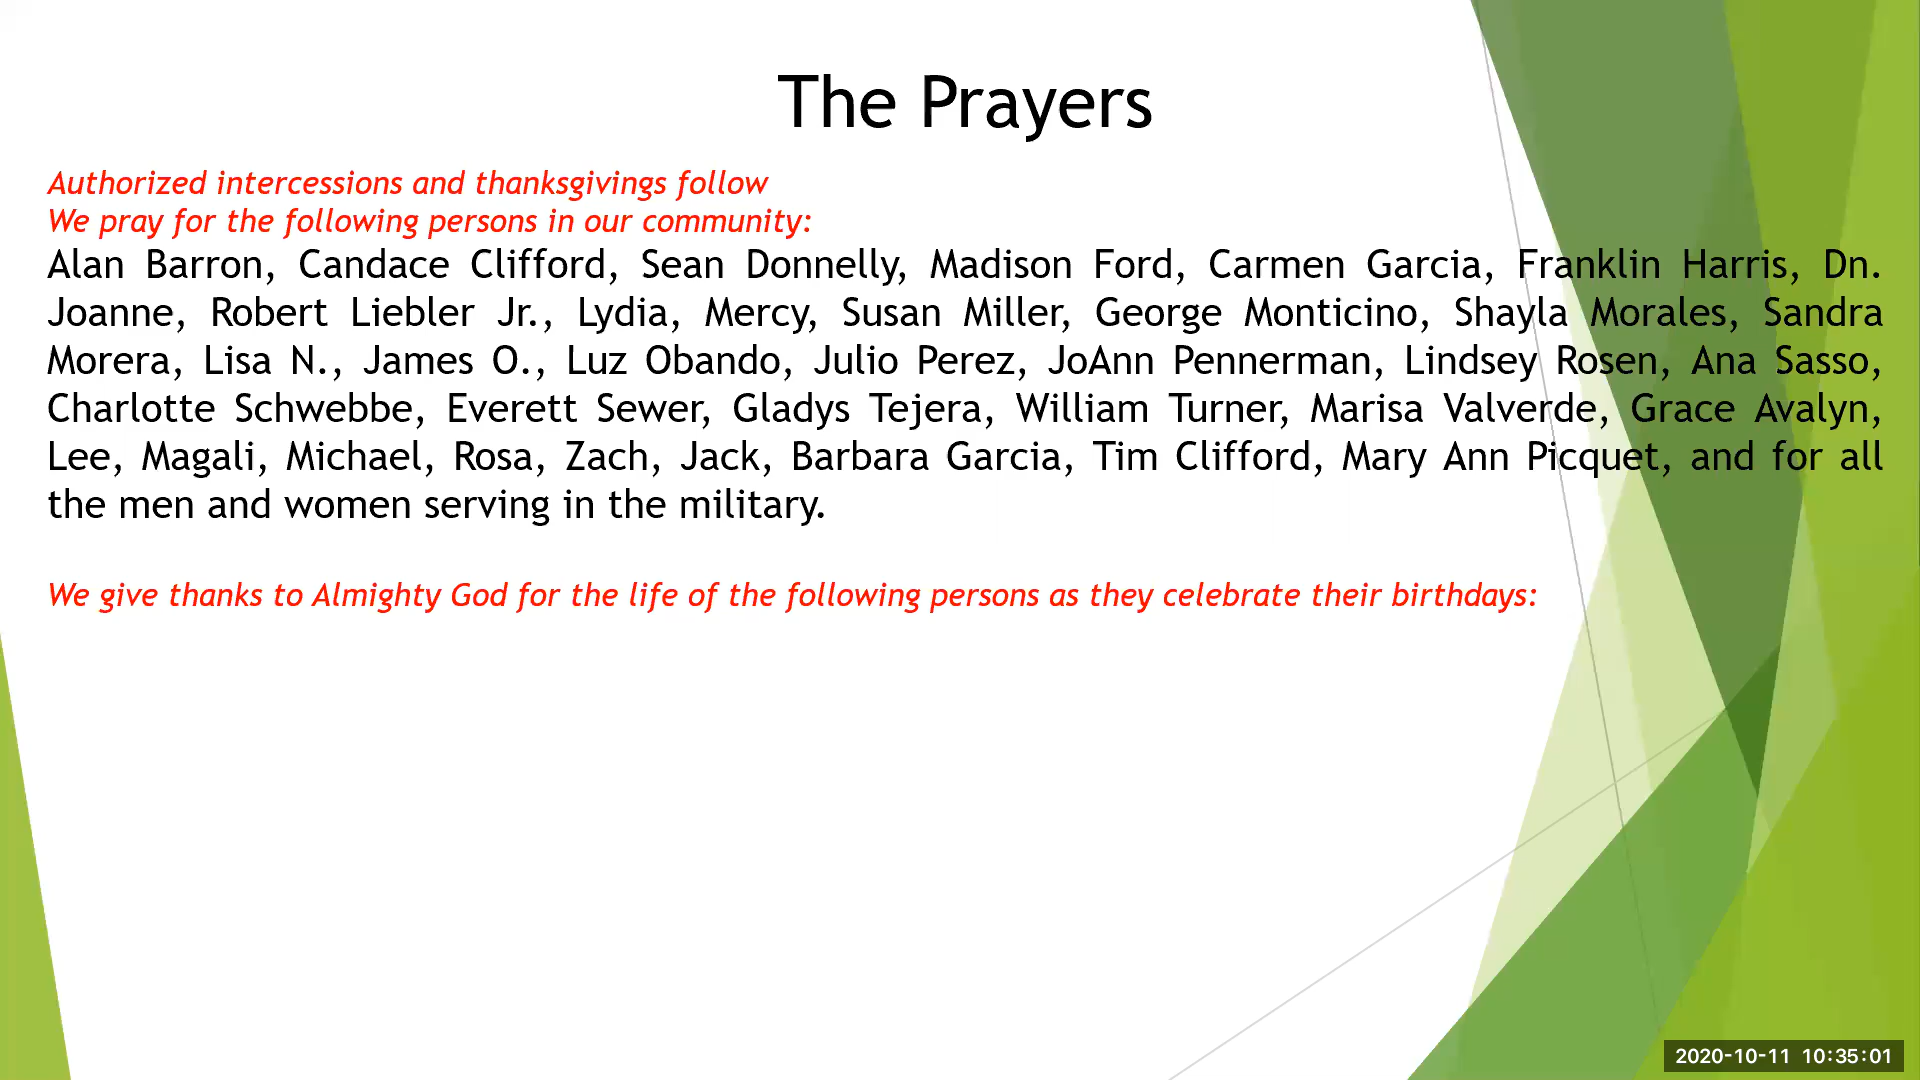 The Prayers
Authorized intercessions and thanksgivings follow
We pray for the following persons in our community:
Alan Barron, Candace Clifford, Sean Donnelly, Madison Ford, Carmen Garcia, Franklin Harris, Dn.
Joanne, Robert Liebler Jr., Lydia, Mercy, Susan Miller, George Monticino, Shayla Morales, Sandra
Morera, Lisa N., James O., Luz Obando, Julio Perez, JoAnn Pennerman, Lindsey Rosen, Ana Sasso,
Charlotte Schwebbe, Everett Sewer, Gladys Tejera, William Turner, Marisa Valverde, Grace Avalyn,
Lee, Magali, Michael, Rosa, Zach, Jack, Barbara Garcia, Tim Clifford, Mary Ann Picquet, and for all
the men and women serving in the military.
We give thanks to Almighty God for the life of the following persons as they celebrate their birthdays:
2020-10-11 10:35:01